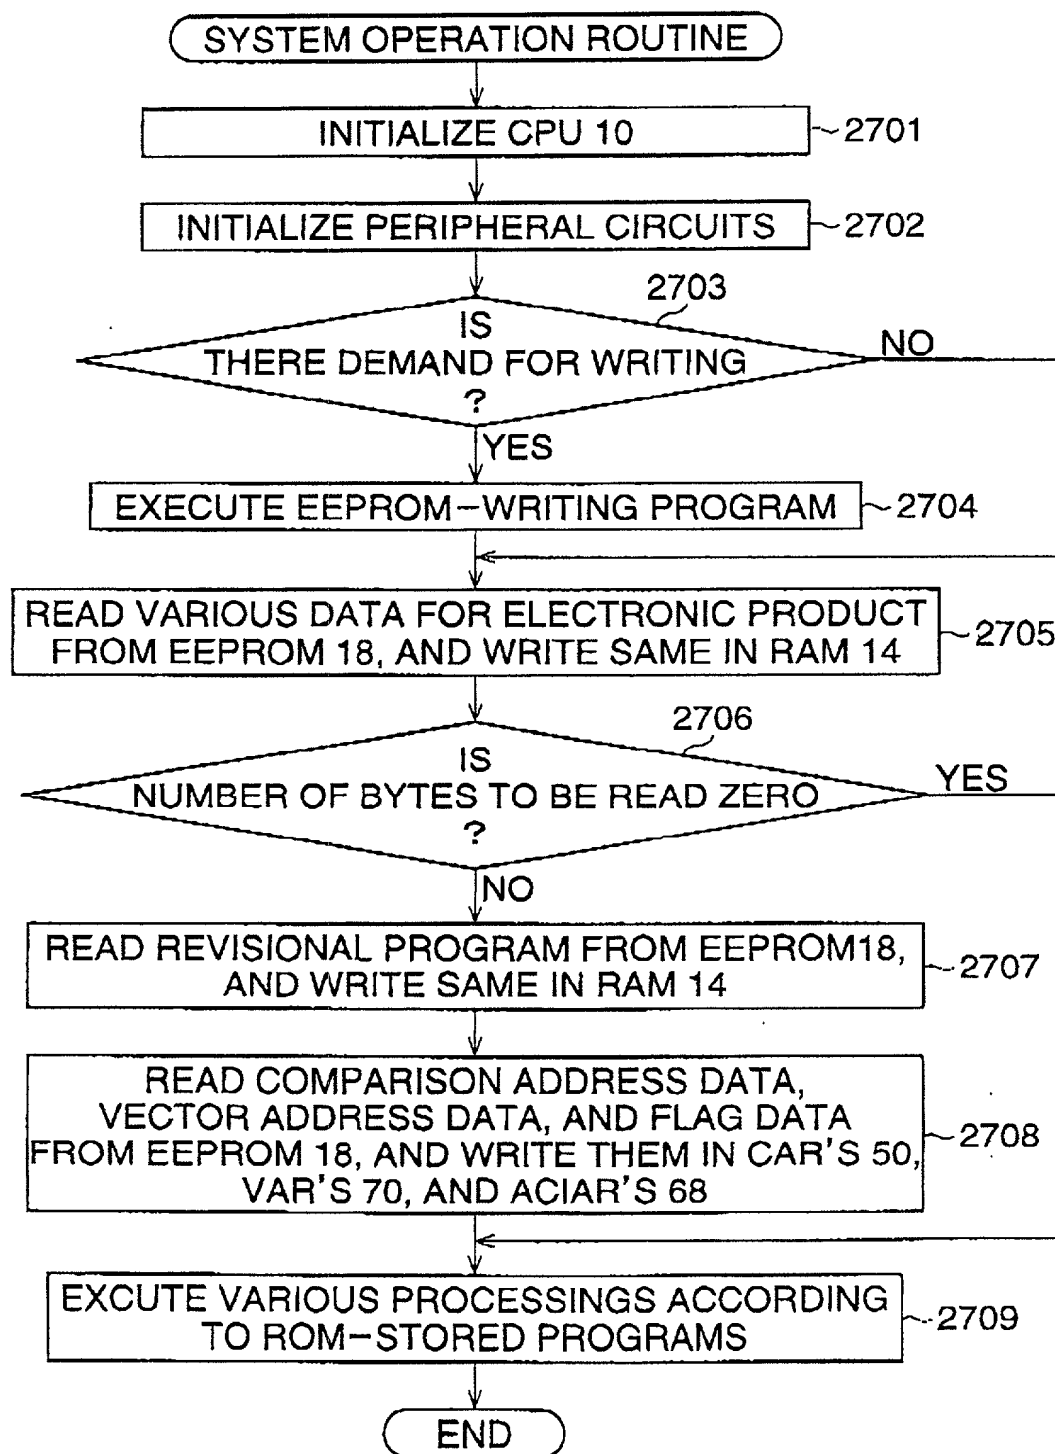 SYSTEM OPERATION ROUTINE
INITIALIZE CPU 10
2701
INITIALIZE PERIPHERAL CIRCUITS
2702
2703
IS
THERE DEMAND FOR WRITING
?
NO
YES
EXECUTE EEPROM-WRITING PROGRAM
2704
READ VARIOUS DATA FOR ELECTRONIC PRODUCT
FROM EEPROM 18, AND WRITE SAME IN RAM 14
2705
2706
IS
NUMBER OF BYTES TO BE READ ZERO
?
YES
NO
READ REVISIONAL PROGRAM FROM EEPROM18,
AND WRITE SAME IN RAM 14
2707
READ COMPARISON ADDRESS DATA,
VECTOR ADDRESS DATA, AND FLAG DATA
FROM EEPROM 18, AND WRITE THEM IN CAR'S 50,
VAR'S 70, AND ACIAR'S 68
2708
EXCUTE VARIOUS PROCESSINGS ACCORDING
TO ROM-STORED PROGRAMS
2709
END